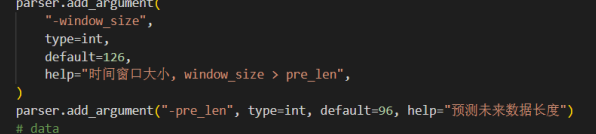 parser.add_argument(
"-window_size",
type=int,
default=126,
help="时间窗口大小, window_size > pre_len",
)
parser.add_argument("-pre_len", type=int, default=96, help="预测未来数据长度")
# data